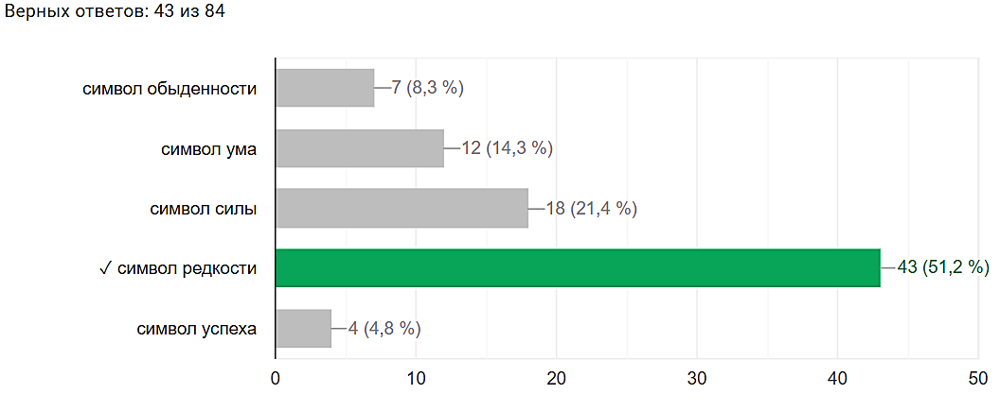 Верных ответов: 43 из 84
символ обыденности 7 (8,3 %)
символ ума 12 (14,3 %)
символ силы 18 (21,4 %)
✓ символ редкости 43 (51,2 %)
символ успеха 4 (4,8 %)
0 10 20 30 40 50